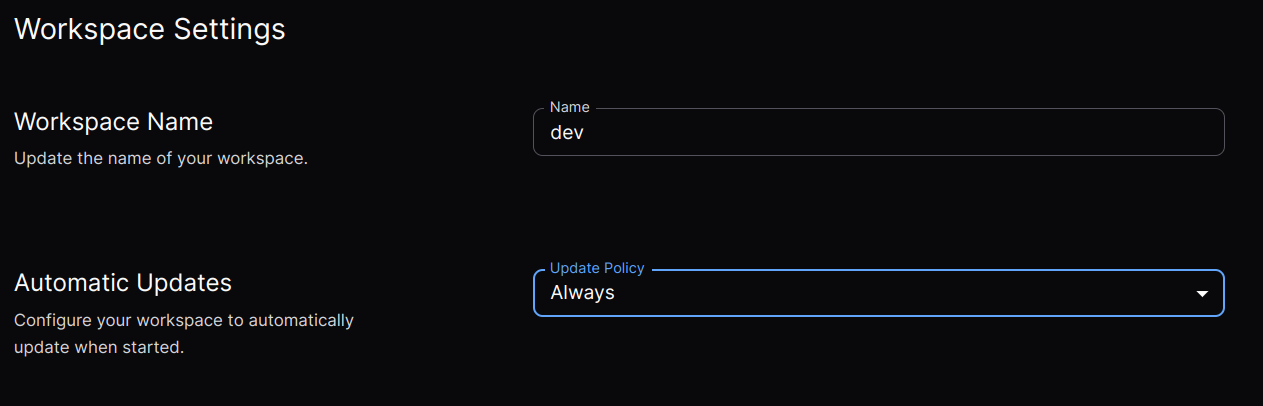 Workspace Settings
Workspace Name
Update the name of your workspace.
Name
dev
Automatic Updates
Configure your workspace to automatically
update when started.
Update Policy
Always